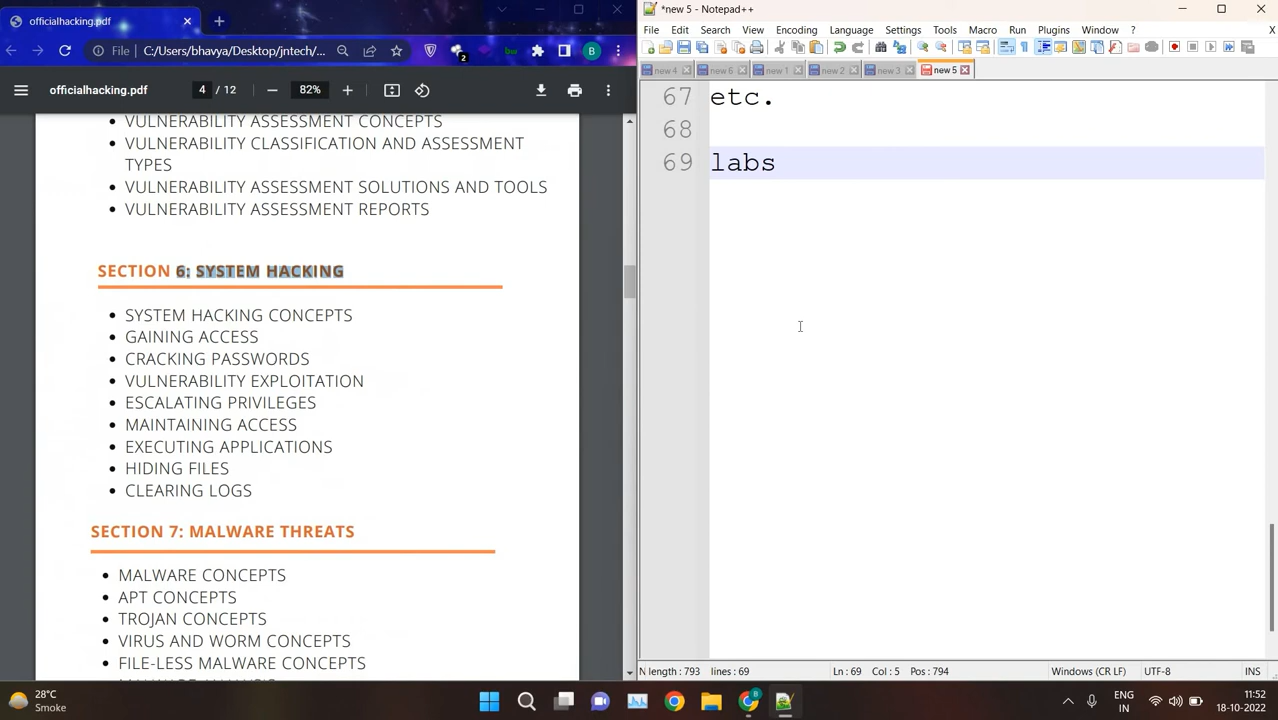 officialhacking.pdf
*new 5 - Notepad++
File Edit Search View Encoding Language Settings Tools Macro Run Plugins Window ?
File C:/Users/bhavya/Desktop/jntech/...
B
2
new 4 new 6 new 1 new 2 new 3 new 5
officialhacking.pdf 4 / 12 82%
VULNERABILITY ASSESSMENT CONCEPTS
VULNERABILITY CLASSIFICATION AND ASSESSMENT
TYPES
VULNERABILITY ASSESSMENT SOLUTIONS AND TOOLS
VULNERABILITY ASSESSMENT REPORTS
SECTION 6: SYSTEM HACKING
SYSTEM HACKING CONCEPTS
GAINING ACCESS
CRACKING PASSWORDS
VULNERABILITY EXPLOITATION
ESCALATING PRIVILEGES
MAINTAINING ACCESS
EXECUTING APPLICATIONS
HIDING FILES
CLEARING LOGS
SECTION 7: MALWARE THREATS
MALWARE CONCEPTS
APT CONCEPTS
TROJAN CONCEPTS
VIRUS AND WORM CONCEPTS
FILE-LESS MALWARE CONCEPTS
67 etc.
68
69 labs
N length : 793 lines : 69 Ln : 69 Col : 5 Pos : 794 Windows (CR LF) UTF-8 INS
28°C
Smoke
ENG
IN
11:52
18-10-2022